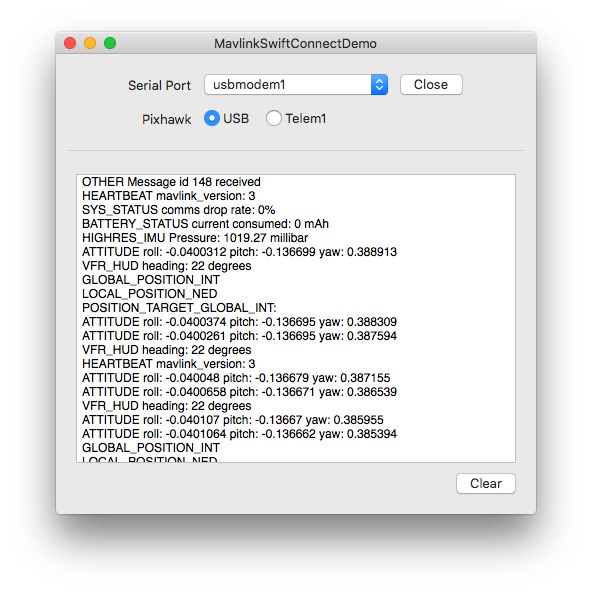 MavlinkSwiftConnectDemo
Serial Port usbmodem1 Close
Pixhawk USB Telem1
OTHER Message id 148 received
HEARTBEAT mavlink_version: 3
SYS_STATUS comms drop rate: 0%
BATTERY_STATUS current consumed: 0 mAh
HIGHRES_IMU Pressure: 1019.27 millibar
ATTITUDE roll: -0.0400312 pitch: -0.136699 yaw: 0.388913
VFR_HUD heading: 22 degrees
GLOBAL_POSITION_INT
LOCAL_POSITION_NED
POSITION_TARGET_GLOBAL_INT:
ATTITUDE roll: -0.0400374 pitch: -0.136695 yaw: 0.388309
ATTITUDE roll: -0.0400261 pitch: -0.136695 yaw: 0.387594
VFR_HUD heading: 22 degrees
HEARTBEAT mavlink_version: 3
ATTITUDE roll: -0.040048 pitch: -0.136679 yaw: 0.387155
ATTITUDE roll: -0.0400658 pitch: -0.136671 yaw: 0.386539
VFR_HUD heading: 22 degrees
ATTITUDE roll: -0.040107 pitch: -0.13667 yaw: 0.385955
ATTITUDE roll: -0.0401064 pitch: -0.136662 yaw: 0.385394
GLOBAL_POSITION_INT
LOCAL_POSITION_NED
Clear